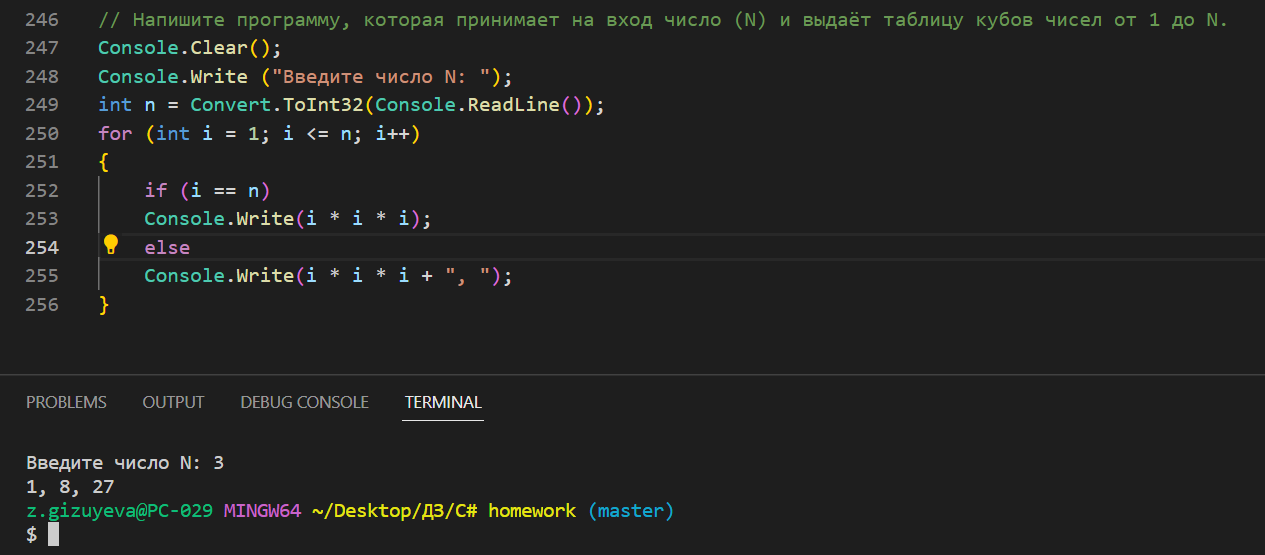 246 // Напишите программу, которая принимает на вход число (N) и выдаёт таблицу кубов чисел от 1 до N.
247 Console.Clear();
248 Console.Write ("Введите число N: ");
249 int n = Convert.ToInt32(Console.ReadLine());
250 for (int i = 1; i <= n; i++)
251 {
252 if (i == n)
253 Console.Write(i * i * i);
254 else
255 Console.Write(i * i * i + ", ");
256 }
PROBLEMS OUTPUT DEBUG CONSOLE TERMINAL
Введите число N: 3
1, 8, 27
z.gizuyeva@PC-029 MINGW64 ~/Desktop/ДЗ/C# homework (master)
$